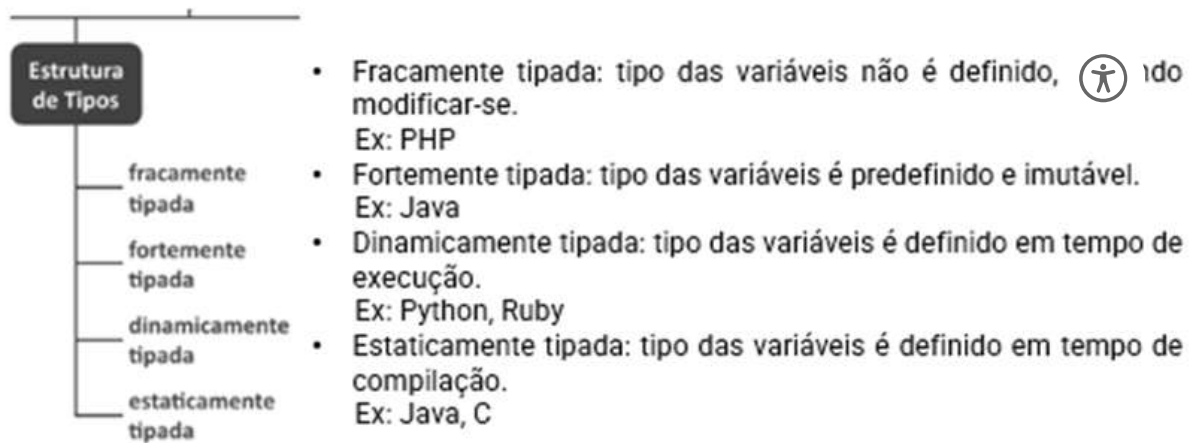 Estrutura
de Tipos
fracamente
tipada
fortemente
tipada
dinamicamente
tipada
estaticamente
tipada
• Fracamente tipada: tipo das variáveis não é definido,
modificar-se.
Ex: PHP
• Fortemente tipada: tipo das variáveis é predefinido e imutável.
Ex: Java
• Dinamicamente tipada: tipo das variáveis é definido em tempo de
execução.
Ex: Python, Ruby
• Estaticamente tipada: tipo das variáveis é definido em tempo de
compilação.
Ex: Java, C